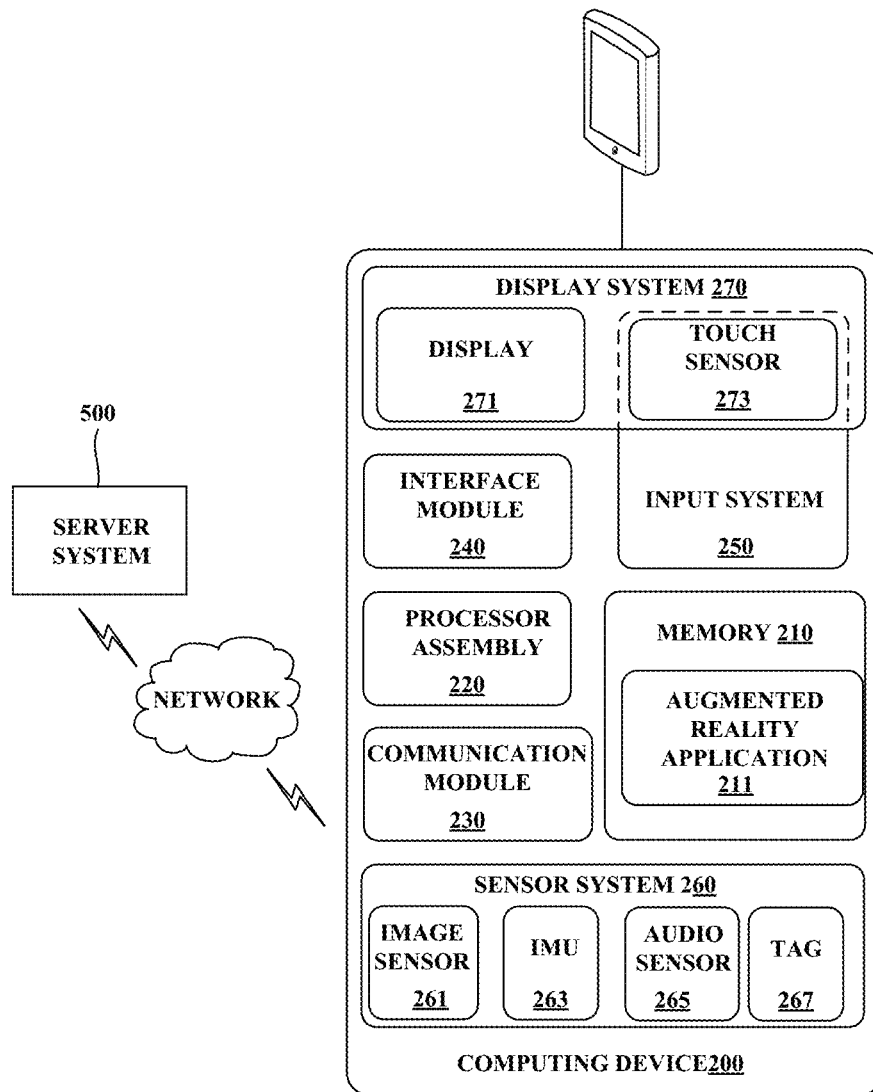 DISPLAY SYSTEM 270
DISPLAY
271
TOUCH
SENSOR
273
500
SERVER
SYSTEM
INTERFACE
MODULE
240
INPUT SYSTEM
250
NETWORK
PROCESSOR
ASSEMBLY
220
MEMORY 210
AUGMENTED
REALITY
APPLICATION
211
COMMUNICATION
MODULE
230
SENSOR SYSTEM 260
IMAGE
SENSOR
261
IMU
263
AUDIO
SENSOR
265
TAG
267
COMPUTING DEVICE200